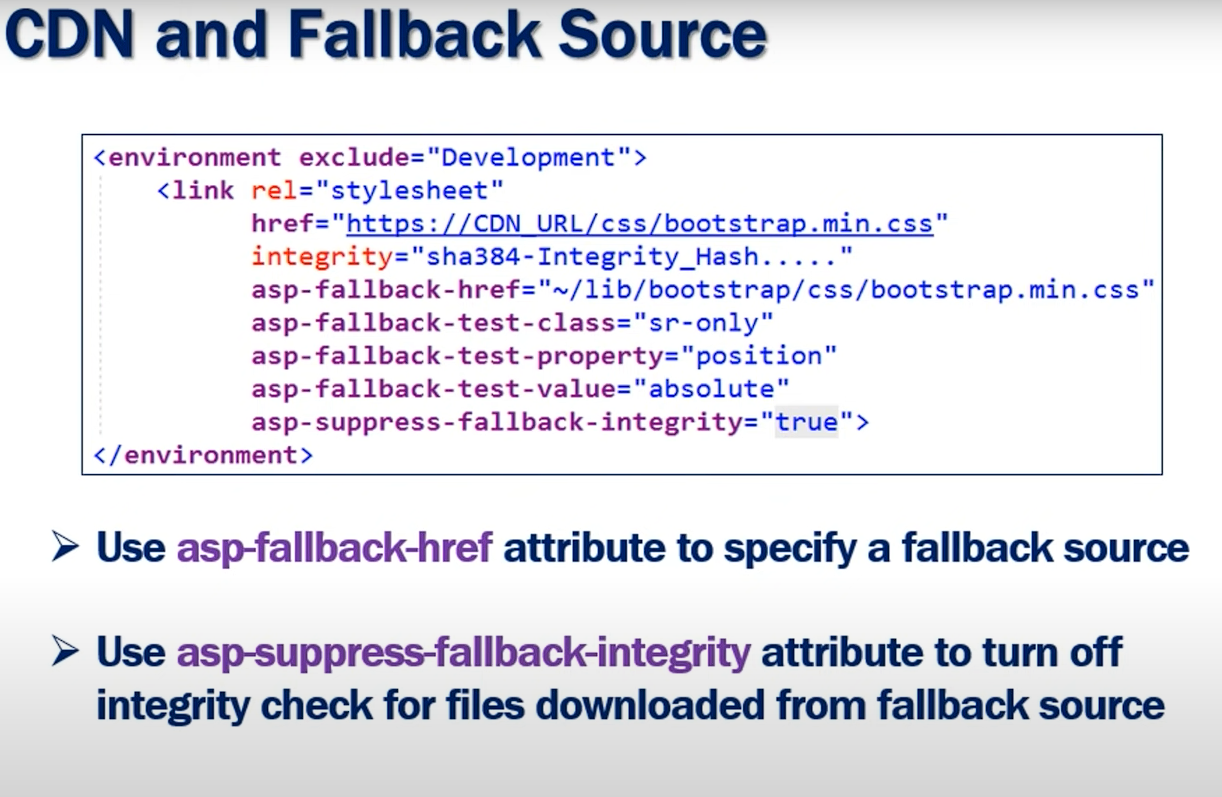 CDN and Fallback Source
<environment exclude="Development">
<link rel="stylesheet"
href="https://CDN_URL/css/bootstrap.min.css"
integrity="sha384-Integrity_Hash....."
asp-fallback-href="~/lib/bootstrap/css/bootstrap.min.css"
asp-fallback-test-class="sr-only"
asp-fallback-test-property="position"
asp-fallback-test-value="absolute"
asp-suppress-fallback-integrity="true">
</environment>
Use asp-fallback-href attribute to specify a fallback source
Use asp-suppress-fallback-integrity attribute to turn off
integrity check for files downloaded from fallback source